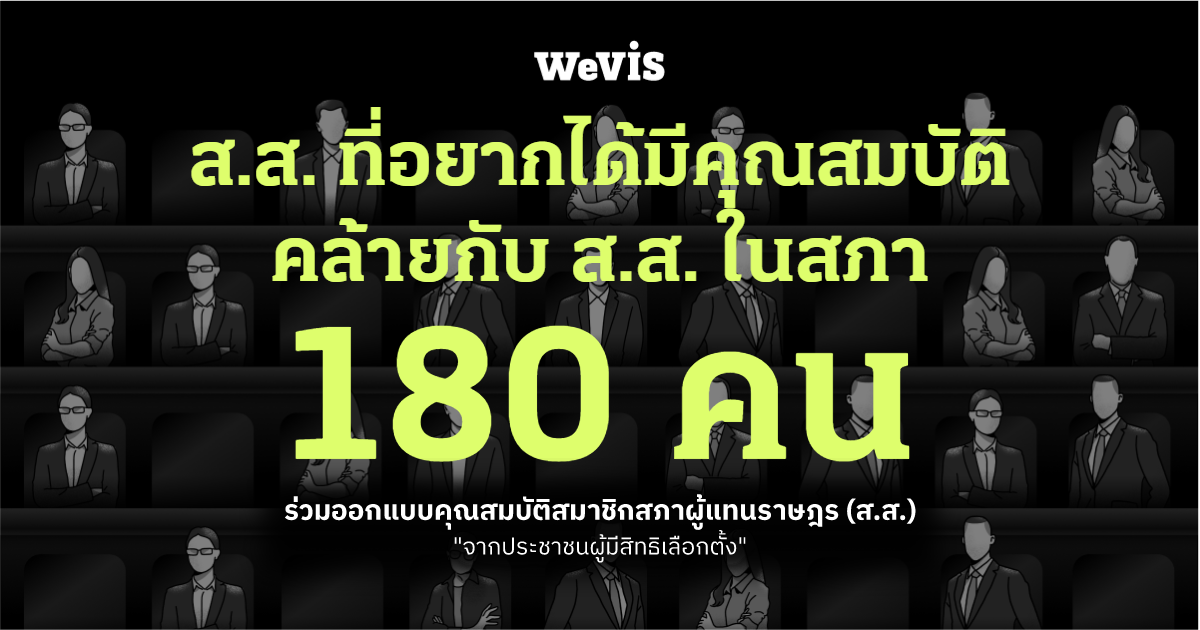 WeVIS
ส.ส. ที่อยากได้มีคุณสมบัติ
คล้ายกับ ส.ส. ในสภา
180 คน
ร่วมออกแบบคุณสมบัติสมาชิกสภาผู้แทนราษฎร (ส.ส.)
"จากประชาชนผู้มีสิทธิเลือกตั้ง"